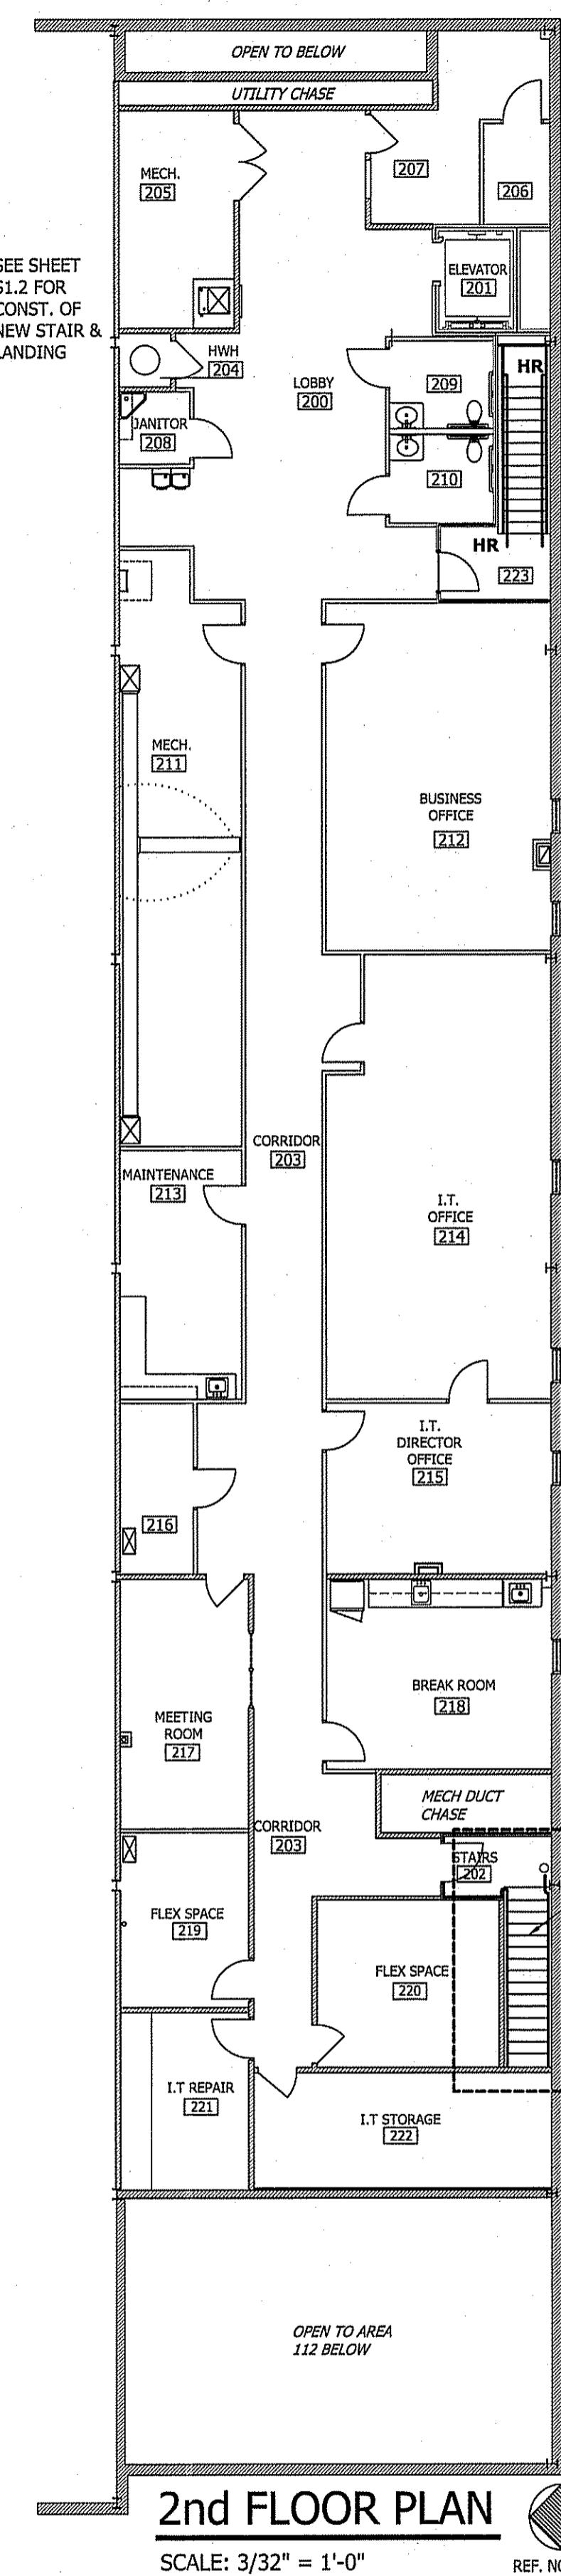 OPEN TO BELOW
UTILITY CHASE
MECH.
205
207
206
SEE SHEET
S1.2 FOR
CONST. OF
NEW STAIR &
LANDING
ELEVATOR
201
HWH
204
LOBBY
200
209
HR
JANITOR
208
210
HR
223
MECH.
211
BUSINESS
OFFICE
212
CORRIDOR
203
MAINTENANCE
213
I.T.
OFFICE
214
I.T.
DIRECTOR
OFFICE
215
216
BREAK ROOM
218
MEETING
ROOM
217
MECH DUCT
CHASE
CORRIDOR
203
STAIRS
202
FLEX SPACE
219
FLEX SPACE
220
I.T REPAIR
221
I.T STORAGE
222
OPEN TO AREA
112 BELOW
2nd FLOOR PLAN
SCALE: 3/32" = 1'-0"
REF.